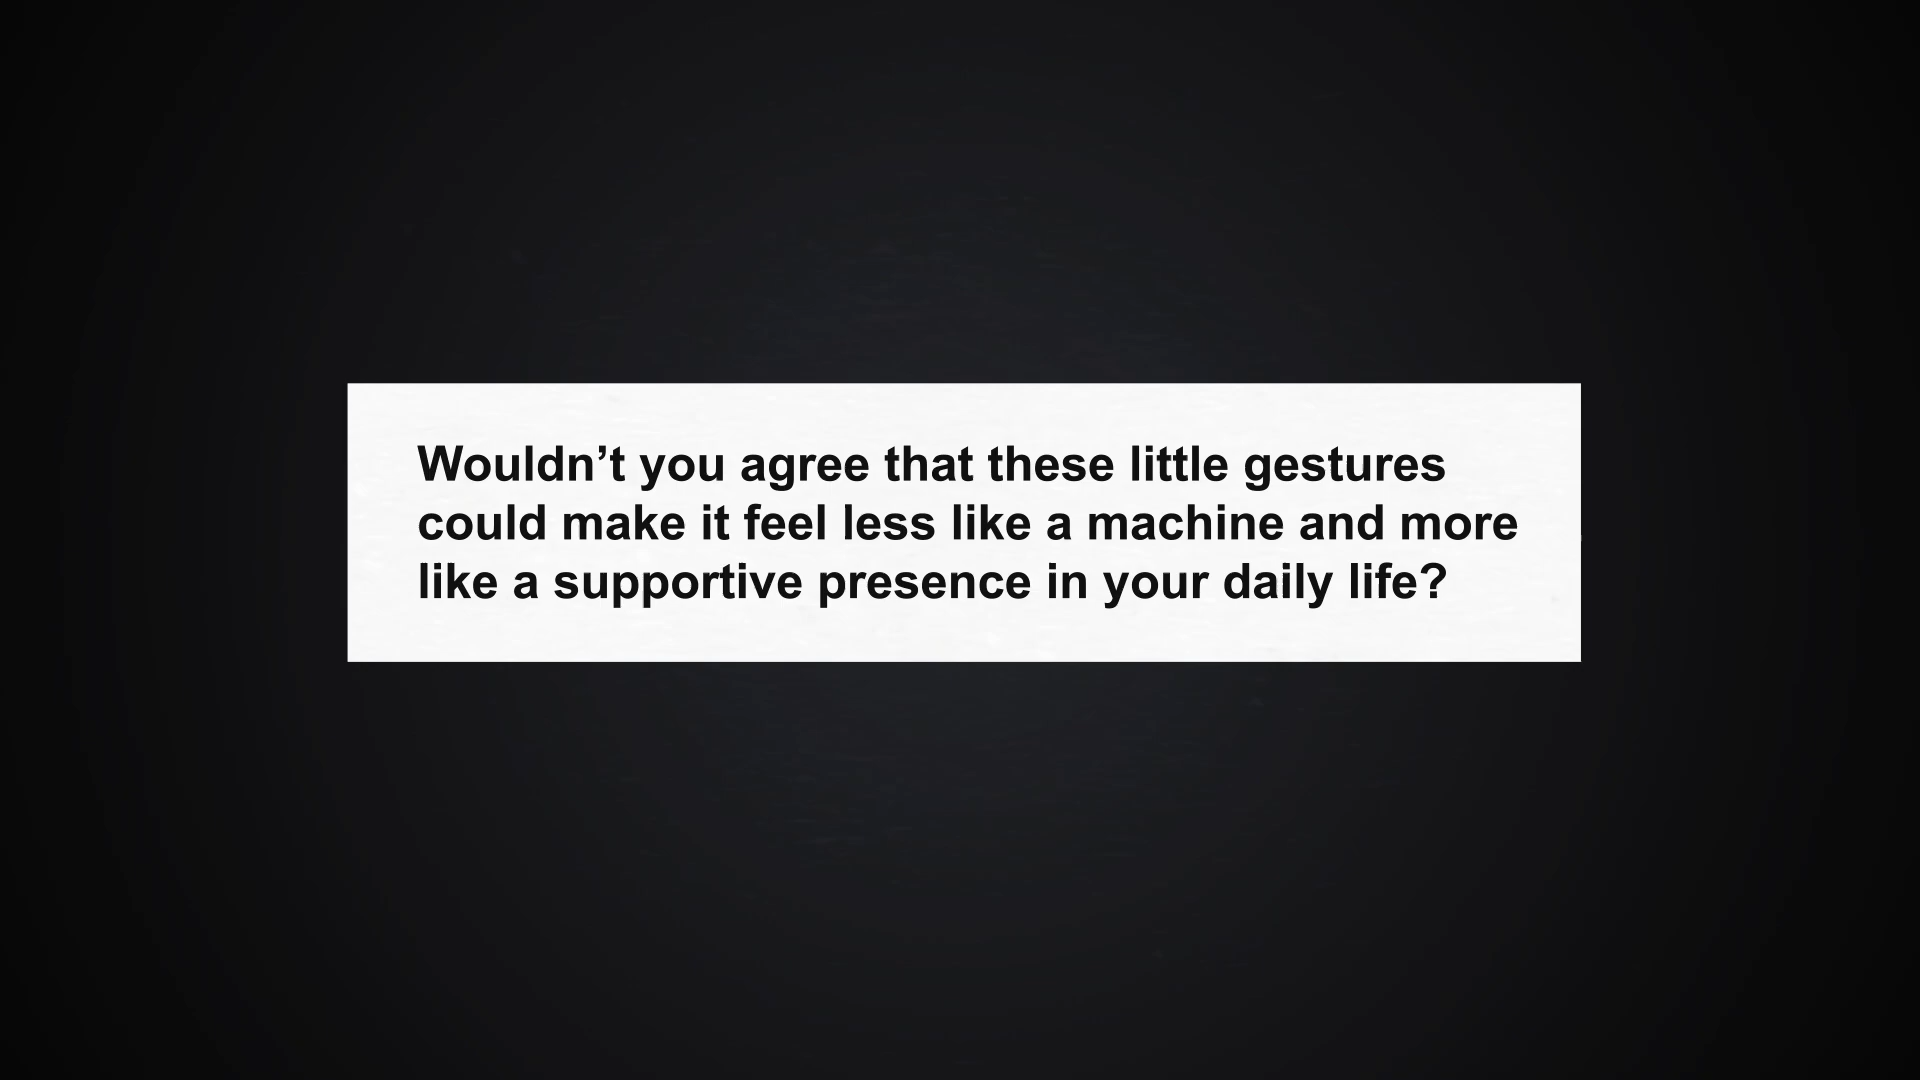 Wouldn’t you agree that these little gestures
could make it feel less like a machine and more
like a supportive presence in your daily life?